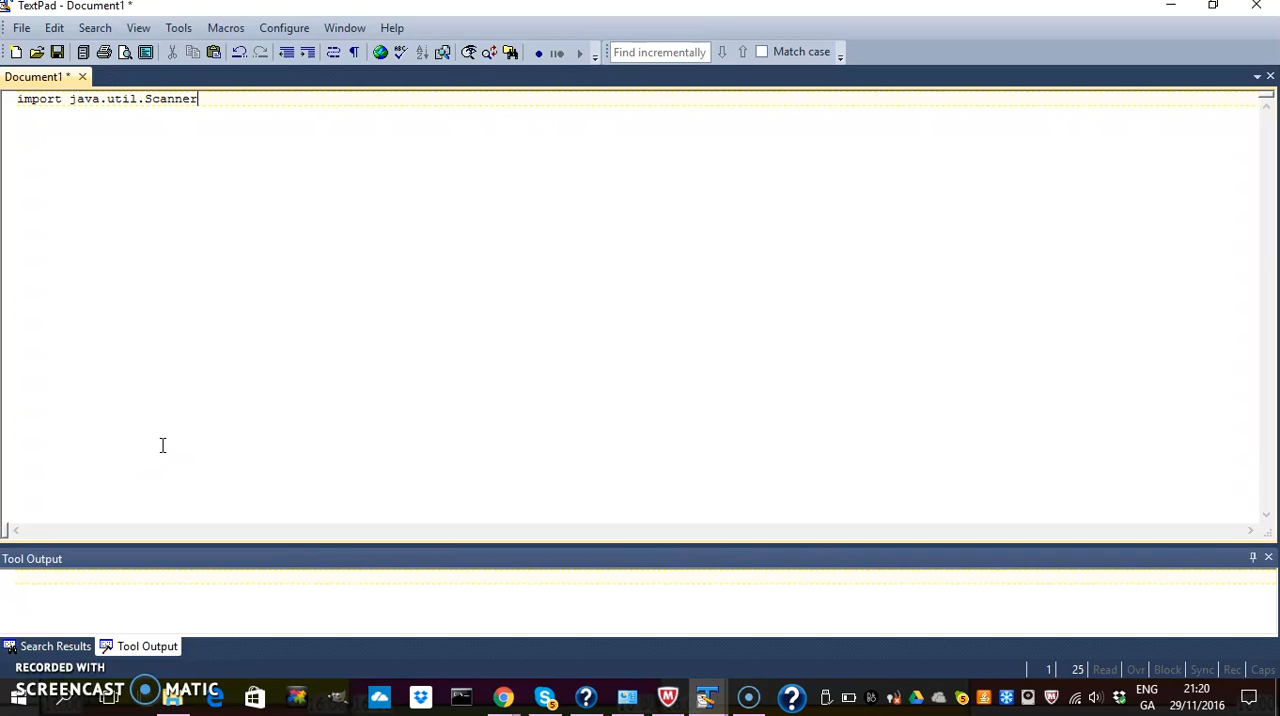 TextPad - Document1 *
File Edit Search View Tools Macros Configure Window Help
Find incrementally Match case
Document1 *
import java.util.Scanner
Tool Output
Search Results Tool Output
RECORDED WITH
SCREENCAST MATIC
1 25 Read Ovr Block Sync Rec Caps
ENG 21:20
GA 29/11/2016